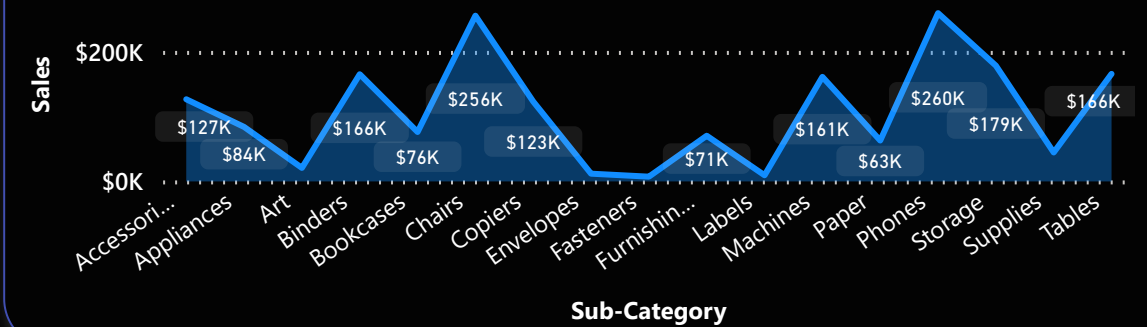 $200K
$0K
Sales
$127K
$84K
$166K
$76K
$256K
$123K
$71K
$161K
$63K
$260K
$179K
$166K
Accessori...
Appliances
Art
Binders
Bookcases
Chairs
Copiers
Envelopes
Fasteners
Furnishin...
Labels
Machines
Paper
Phones
Storage
Supplies
Tables
Sub-Category